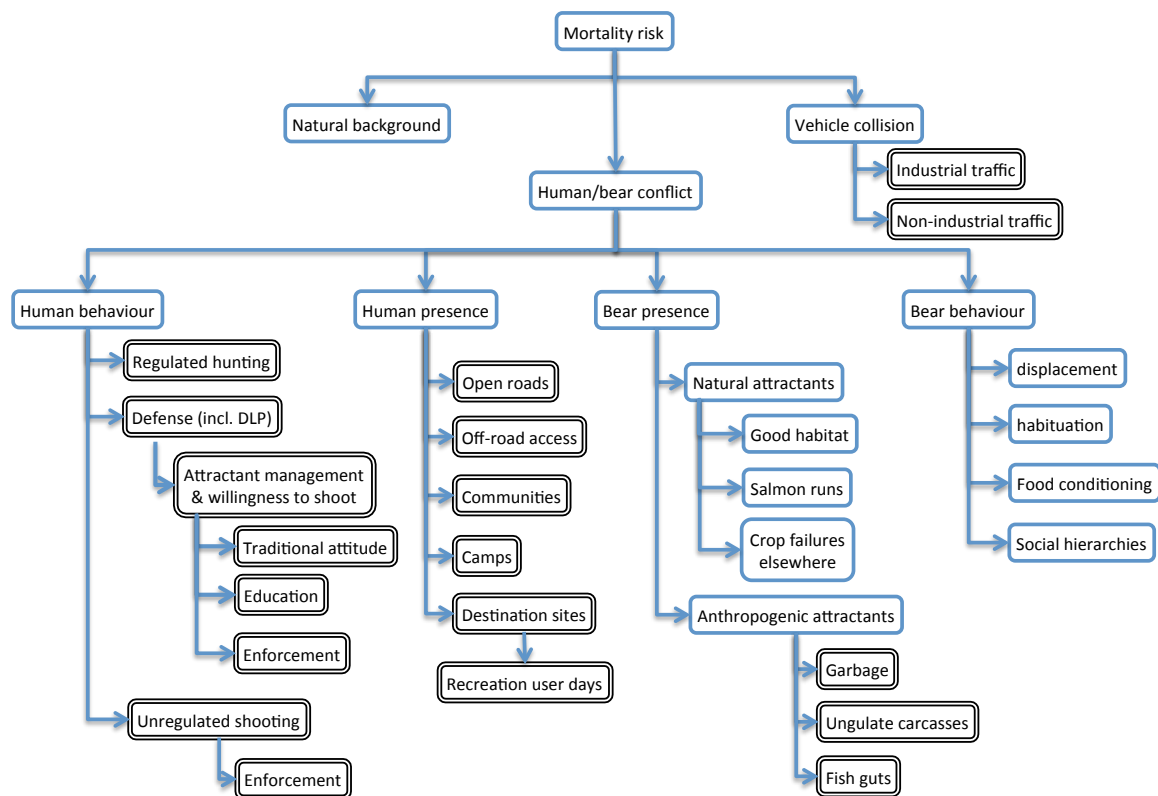 Mortality risk
Natural background
Vehicle collision
Industrial traffic
Non-industrial traffic
Human/bear conflict
Human behaviour
Human presence
Bear presence
Bear behaviour
Regulated hunting
Defense (incl. DLP)
Attractant management
& willingness to shoot
Traditional attitude
Education
Enforcement
Unregulated shooting
Enforcement
Open roads
Off-road access
Communities
Camps
Destination sites
Recreation user days
Natural attractants
Good habitat
Salmon runs
Crop failures
elsewhere
Anthropogenic attractants
Garbage
Ungulate carcasses
Fish guts
displacement
habituation
Food conditioning
Social hierarchies